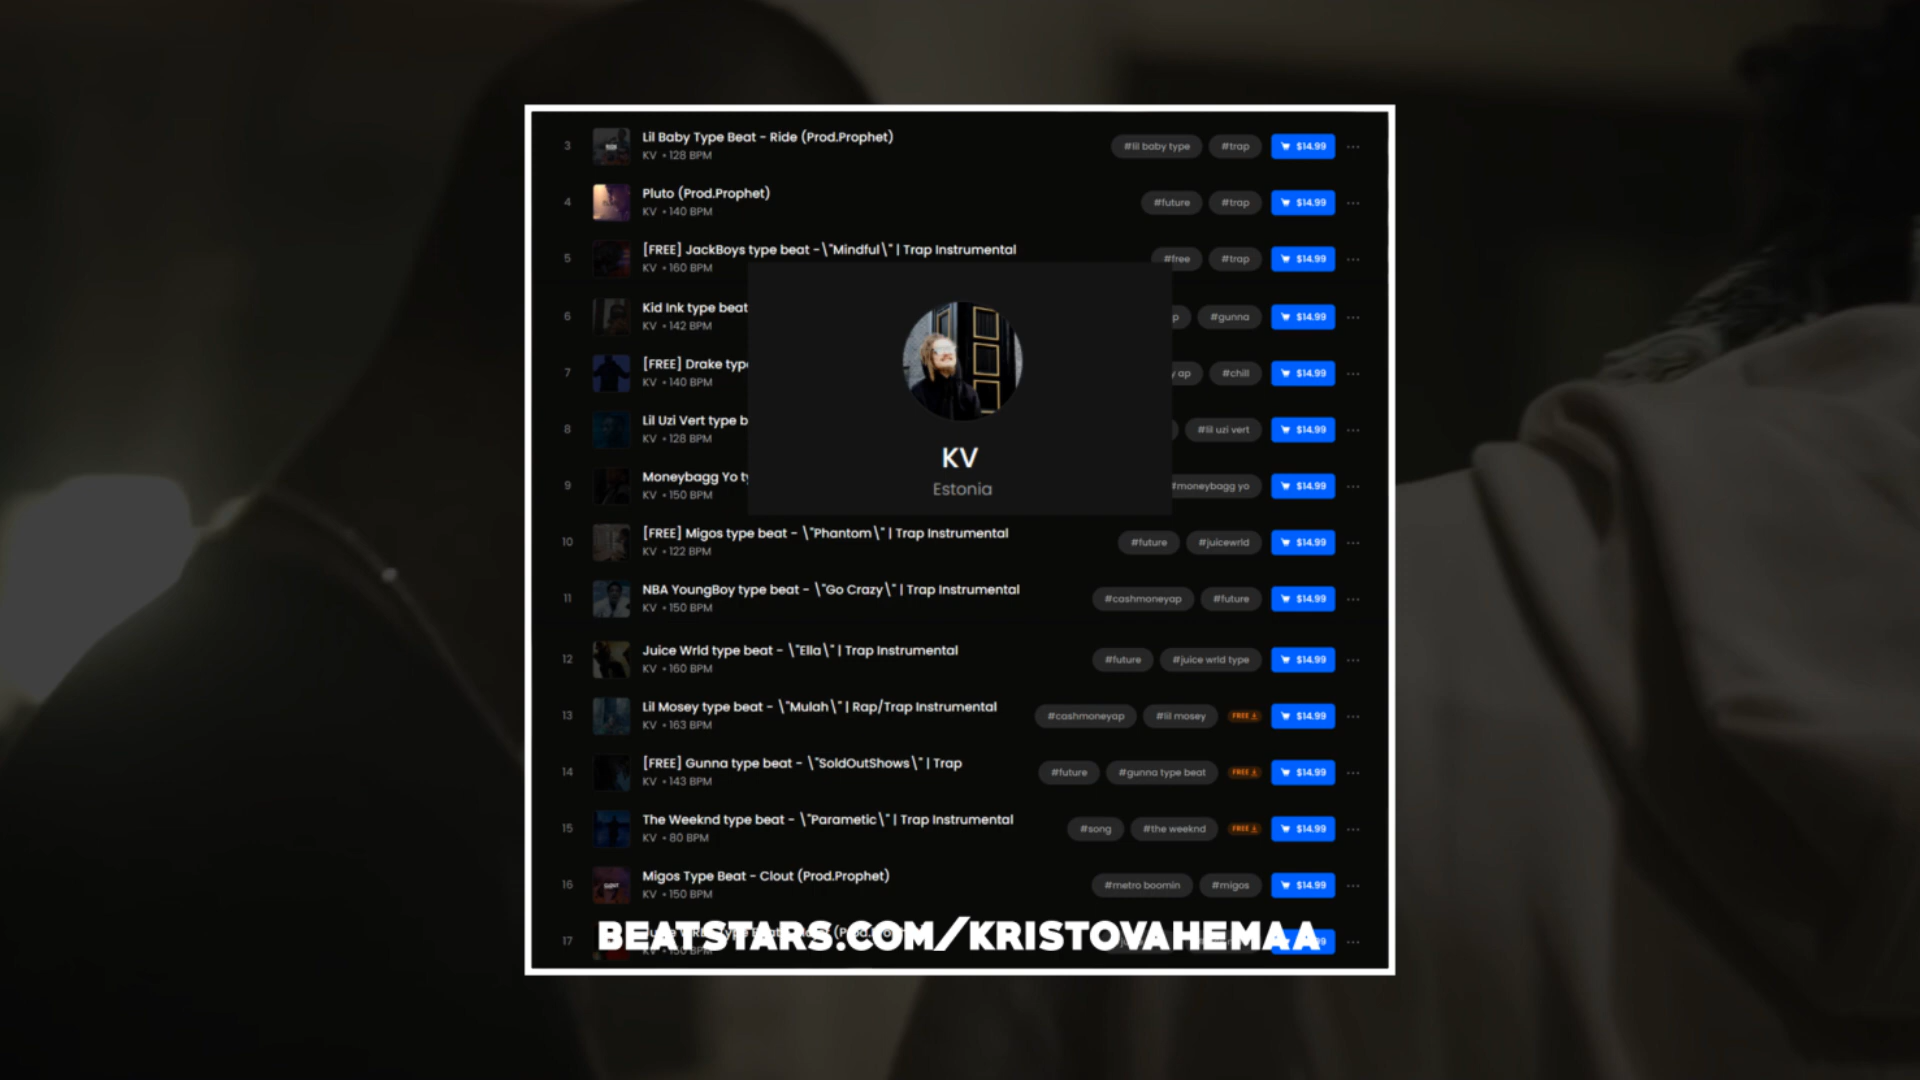 3
Lil Baby Type Beat - Ride (Prod.Prophet)
KV • 128 BPM
#lil baby type
#trap
$14.99
4
Pluto (Prod.Prophet)
KV • 140 BPM
#future
#trap
$14.99
5
[FREE] JackBoys type beat -\"Mindful\" | Trap Instrumental
KV • 160 BPM
#free
#trap
$14.99
6
Kid Ink type beat
KV • 142 BPM
p
#gunna
$14.99
7
[FREE] Drake typ
KV • 140 BPM
y ap
#chill
$14.99
8
Lil Uzi Vert type b
KV • 128 BPM
#lil uzi vert
$14.99
9
Moneybagg Yo ty
KV • 150 BPM
#moneybagg yo
$14.99
KV
Estonia
10
[FREE] Migos type beat - \"Phantom\" | Trap Instrumental
KV • 122 BPM
#future
#juicewrld
$14.99
11
NBA YoungBoy type beat - \"Go Crazy\" | Trap Instrumental
KV • 150 BPM
#cashmoneyap
#future
$14.99
12
Juice Wrld type beat - \"Ella\" | Trap Instrumental
KV • 160 BPM
#future
#juice wrld type
$14.99
13
Lil Mosey type beat - \"Mulah\" | Rap/Trap Instrumental
KV • 163 BPM
#cashmoneyap
#lil mosey
FREE
$14.99
14
[FREE] Gunna type beat - \"SoldOutShows\" | Trap
KV • 143 BPM
#future
#gunna type beat
FREE
$14.99
15
The Weeknd type beat - \"Parametic\" | Trap Instrumental
KV • 80 BPM
#song
#the weeknd
FREE
$14.99
16
Migos Type Beat - Clout (Prod.Prophet)
KV • 150 BPM
#metro boomin
#migos
$14.99
17
BEATSTARS.COM/KRISTOVAHEMAA